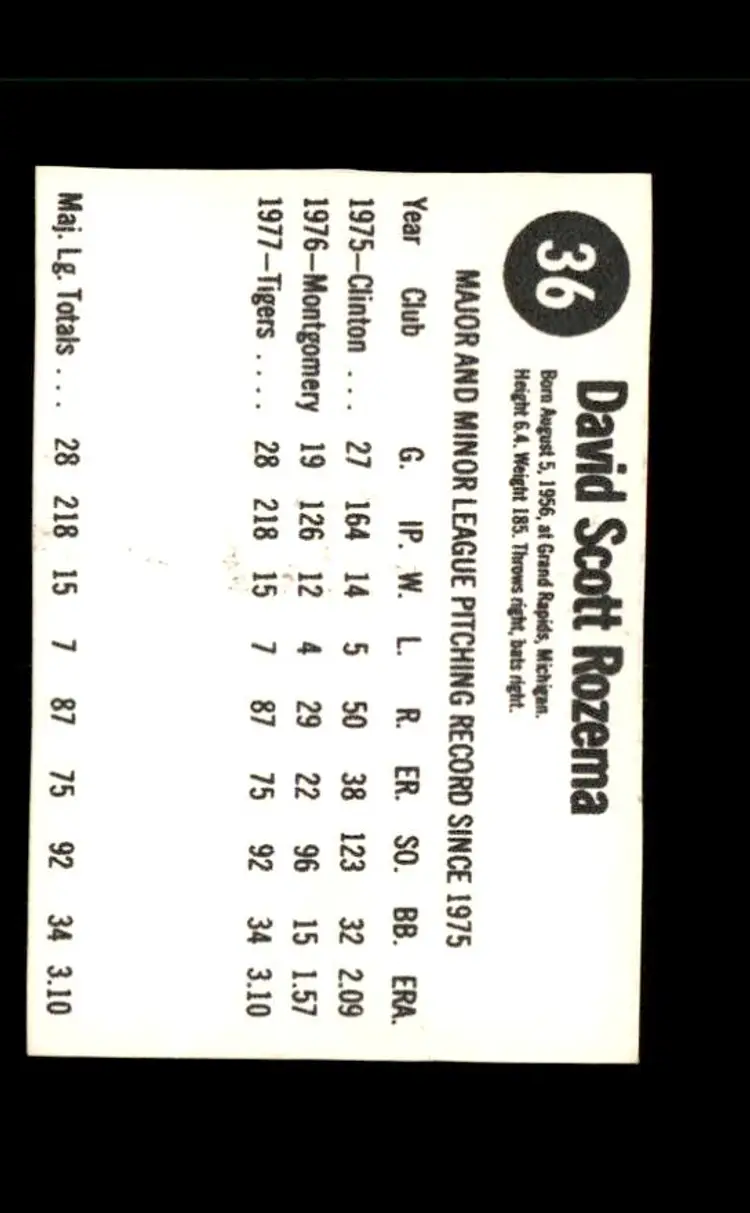 36
David Scott Rozema
Born August 5, 1956, at Grand Rapids, Michigan.
Height 6.4. Weight 185. Throws right, bats right.
MAJOR AND MINOR LEAGUE PITCHING RECORD SINCE 1975
Year Club G. IP. W. L. R. ER. SO. BB. ERA.
1975—Clinton .... 27 164 14 5 50 38 123 32 2.09
1976—Montgomery 19 126 12 4 29 22 96 15 1.57
1977—Tigers ..... 28 218 15 7 87 75 92 34 3.10
Maj. Lg. Totals ... 28 218 15 7 87 75 92 34 3.10